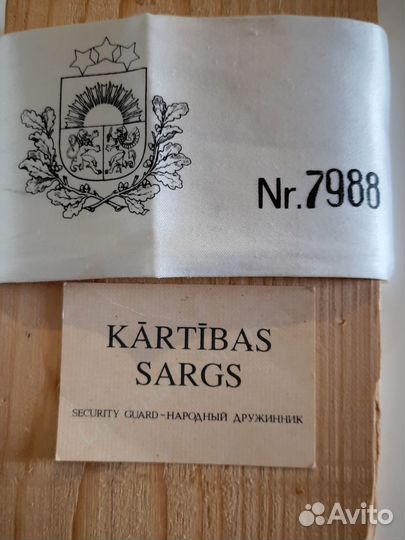 Nr. 7988
KĀRTĪBAS
SARGS
SECURITY GUARD – НАРОДНЫЙ ДРУЖИННИК
Avito